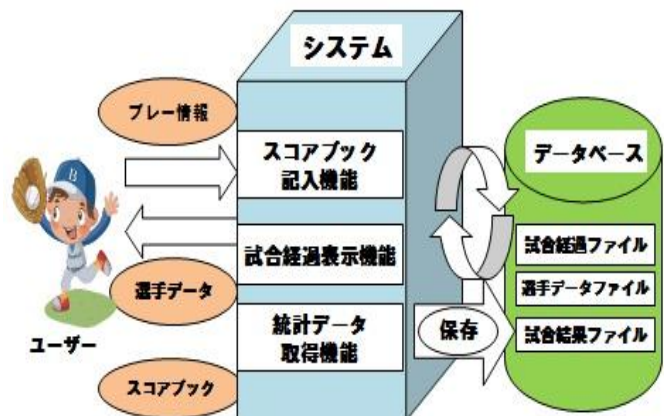 システム
プレー情報
スコアブック
記入機能
データベース
試合経過表示機能
試合経過ファイル
選手データ
選手データファイル
統計データ
取得機能
保存
試合結果ファイル
ユーザー
スコアブック
B